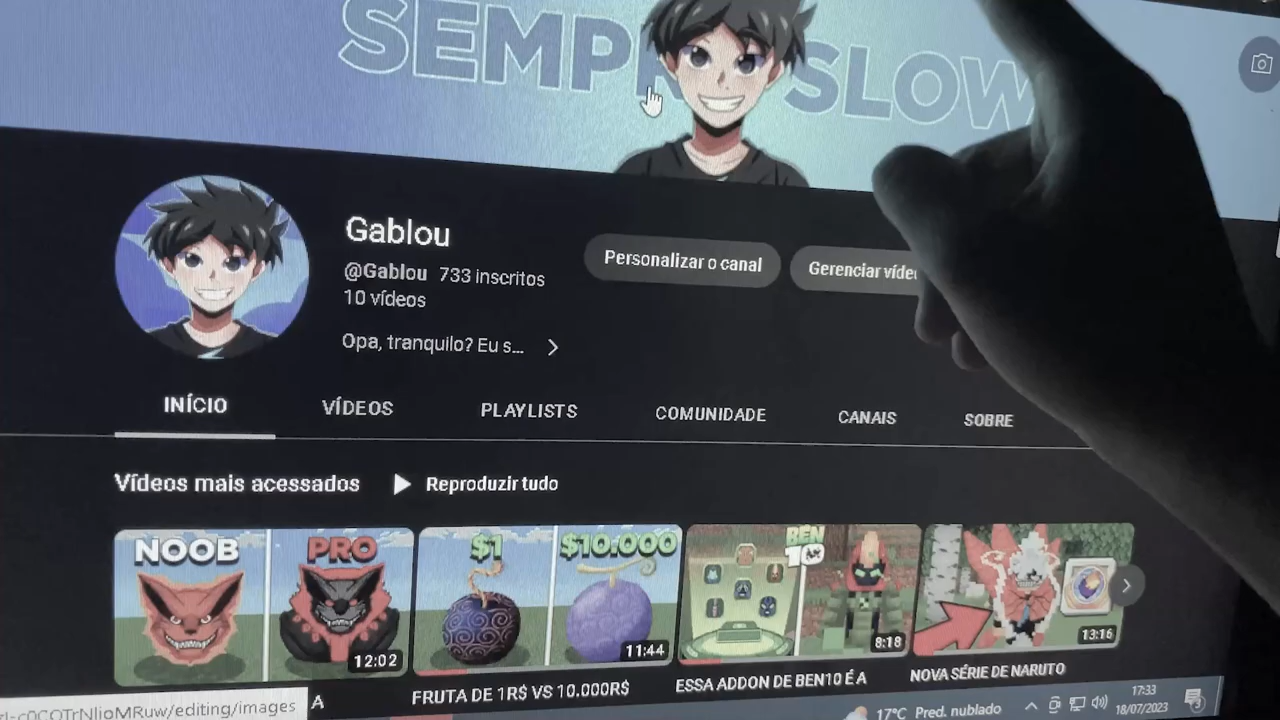 SEMPR SLOW
Gablou
@Gablou 733 inscritos
10 vídeos
Personalizar o canal
Gerenciar víde
Opa, tranquilo? Eu s...
INÍCIO VÍDEOS PLAYLISTS COMUNIDADE CANAIS SOBRE
Vídeos mais acessados Reproduzir tudo
NOOB PRO
12:02
$1 $10.000
11:44
BEN
10
8:18
13:16
A
FRUTA DE 1R$ VS 10.000R$
ESSA ADDON DE BEN10 É A
NOVA SÉRIE DE NARUTO
/editing/images
17°C Pred. nublado
17:33
18/07/2023
3